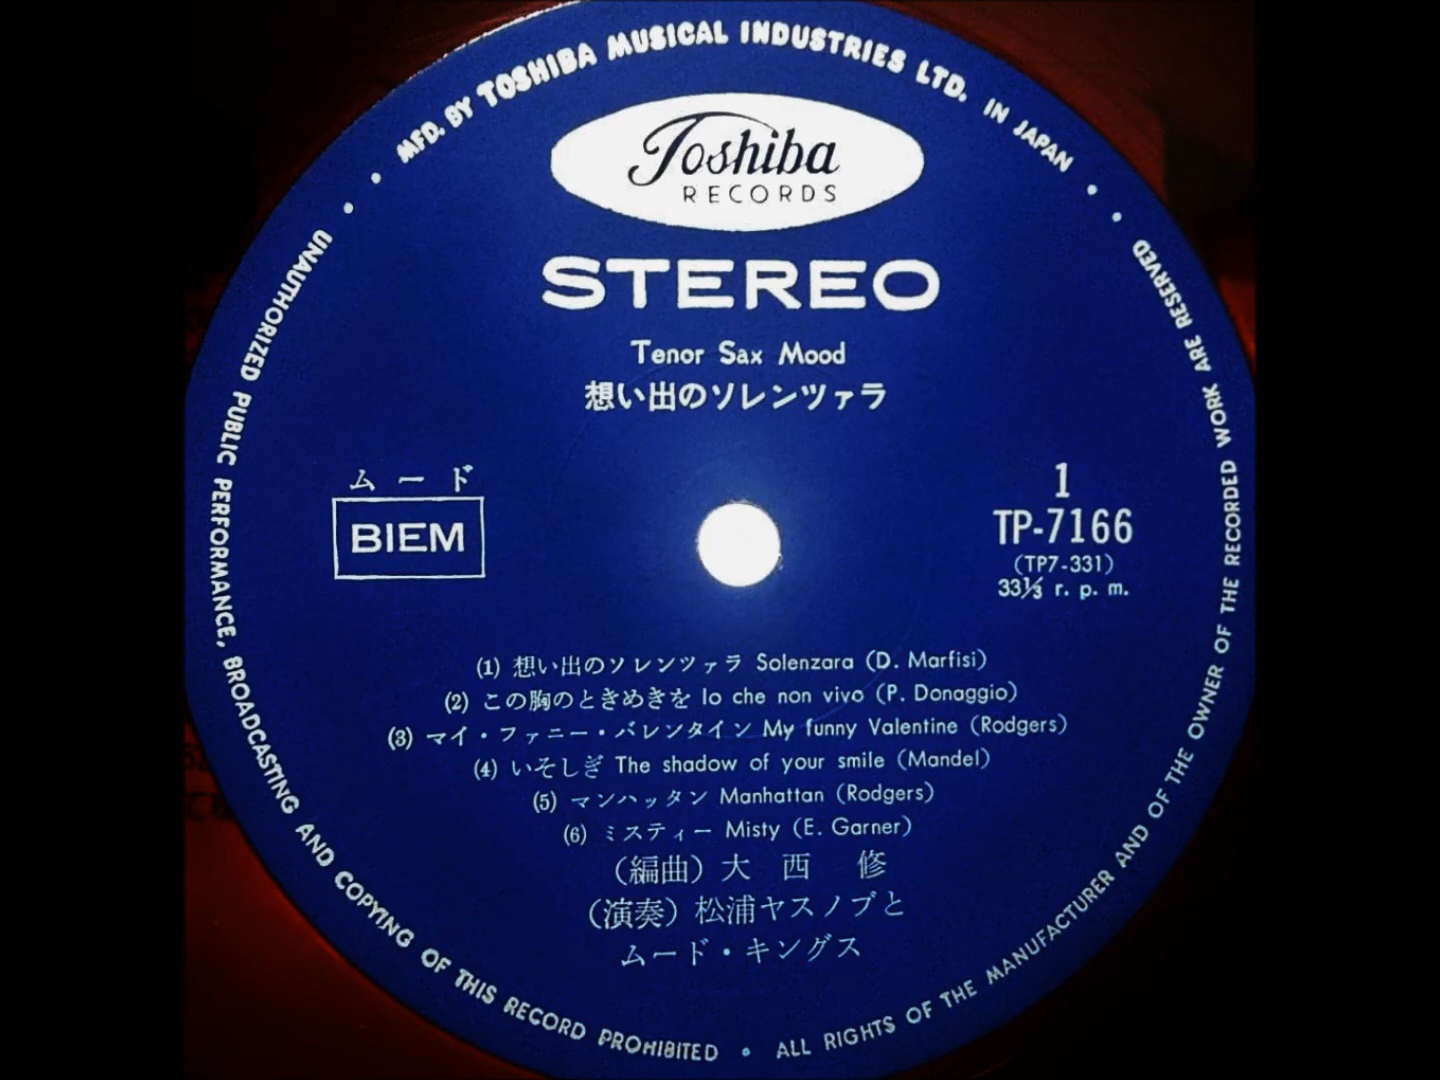 MFD. BY TOSHIBA MUSICAL INDUSTRIES LTD. IN JAPAN
Toshiba
RECORDS
STEREO
Tenor Sax Mood
想い出のソレンツァラ
ムード
BIEM
1
TP-7166
(TP7-331)
33⅓ r. p. m.
(1) 想い出のソレンツァラ Solenzara (D. Marfisi)
(2) この胸のときめきを Io che non vivo (P. Donaggio)
(3) マイ・ファニー・バレンタイン My funny Valentine (Rodgers)
(4) いそしぎ The shadow of your smile (Mandel)
(5) マンハッタン Manhattan (Rodgers)
(6) ミスティー Misty (E. Garner)
(編曲) 大 西 修
(演奏) 松浦ヤスノブと
ムード・キングス
UNAUTHORIZED PUBLIC PERFORMANCE, BROADCASTING AND COPYING OF THIS RECORD PROHIBITED • ALL RIGHTS OF THE MANUFACTURER AND OF THE OWNER OF THE RECORDED WORK ARE RESERVED